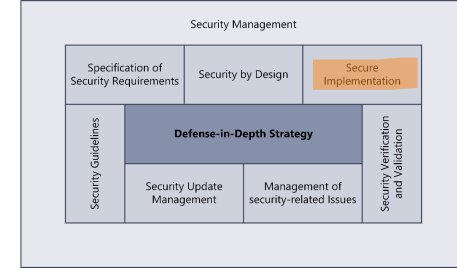 Security Management
Specification of
Security Requirements
Security by Design
Secure
Implementation
Security Guidelines
Defense-in-Depth Strategy
Security Verification
and Validation
Security Update
Management
Management of
security-related Issues